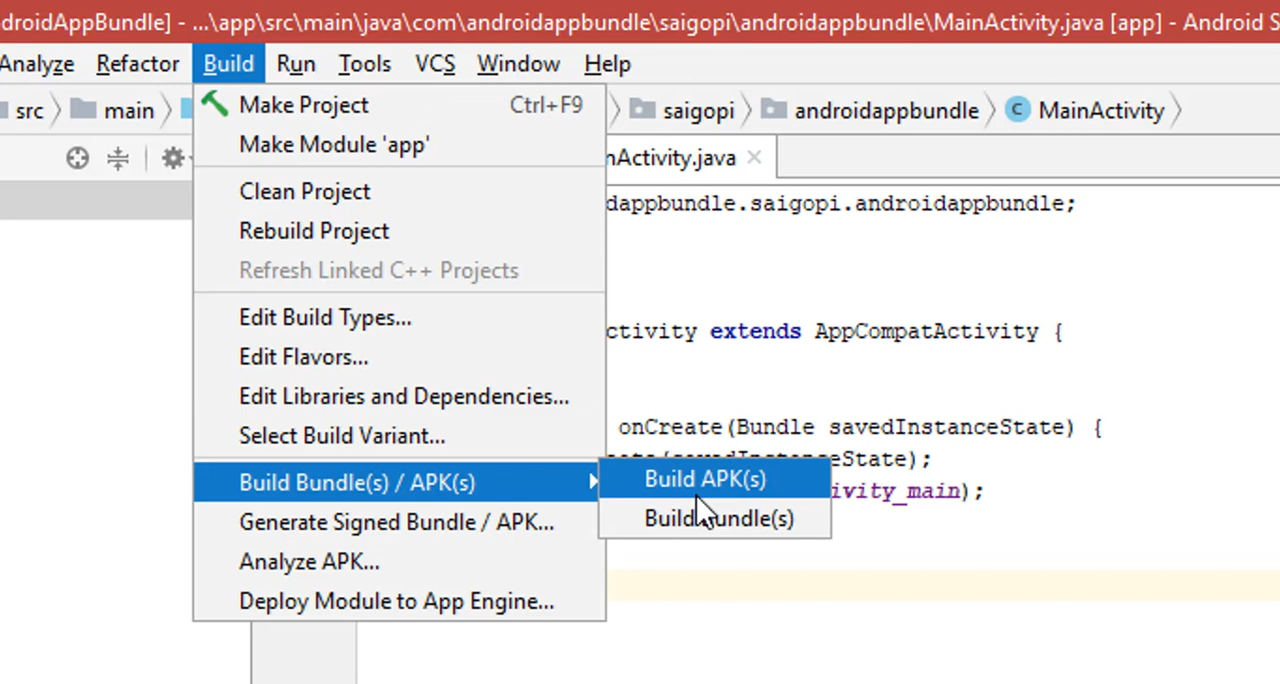 droidAppBundle] - ...\app\src\main\java\com\androidappbundle\saigopi\androidappbundle\MainActivity.java [app] - Android S
Analyze Refactor Build Run Tools VCS Window Help
src main saigopi androidappbundle C MainActivity
Make Project Ctrl+F9
Make Module 'app'
nActivity.java
Clean Project
dappbundle.saigopi.androidappbundle;
Rebuild Project
Refresh Linked C++ Projects
Edit Build Types...
ctivity extends AppCompatActivity {
Edit Flavors...
Edit Libraries and Dependencies...
Select Build Variant...
onCreate(Bundle savedInstanceState) {
eState);
Build Bundle(s) / APK(s)
Build APK(s)
ivity_main);
Generate Signed Bundle / APK...
Build Bundle(s)
Analyze APK...
Deploy Module to App Engine...